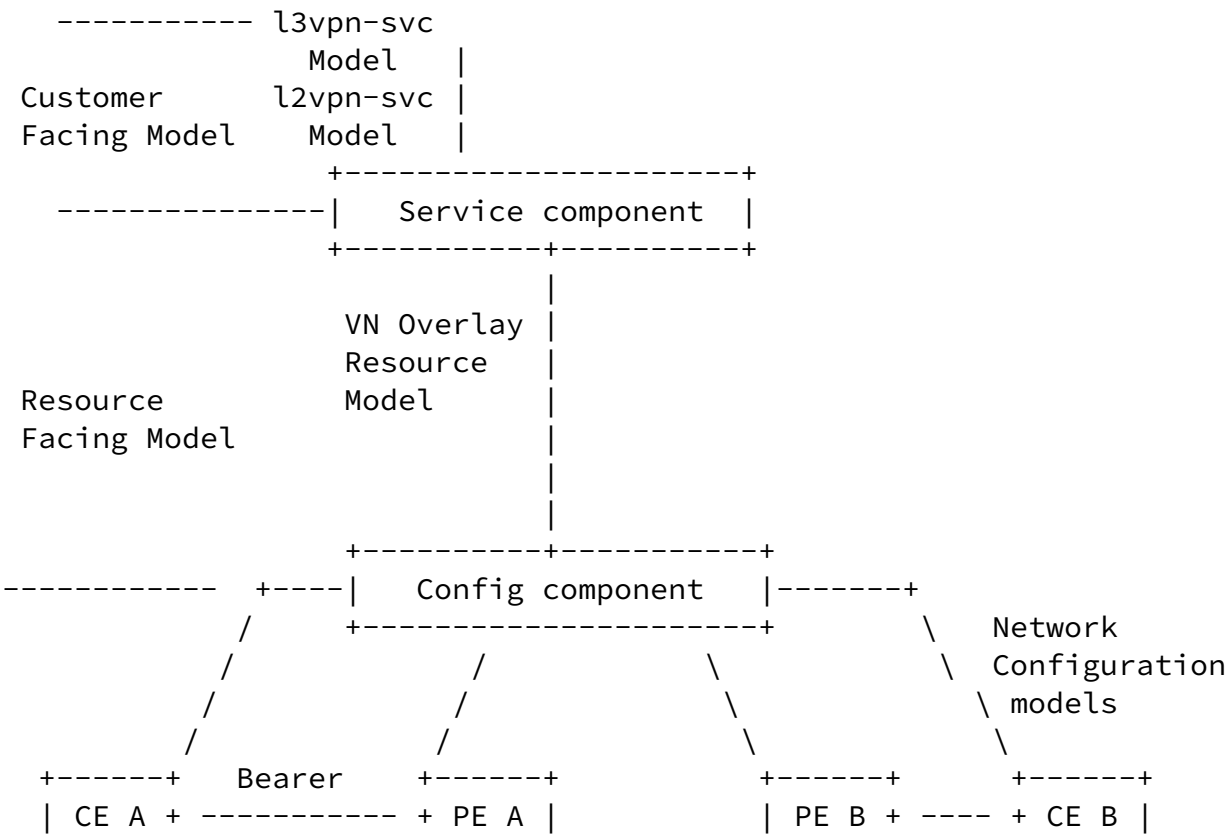 ----------- l3vpn-svc
Model |
Customer l2vpn-svc |
Facing Model Model |
+----------------------+
---------------| Service component |
+-----------+----------+
|
VN Overlay |
Resource |
Resource Model |
Facing Model |
|
|
+----------+-----------+
------------ +----| Config component |-------+
/ +----------------------+ \ Network
/ / \ \ Configuration
/ / \ \ models
/ / \ \
+------+ Bearer +------+ +------+ +------+
| CE A + ----------- + PE A | | PE B + ---- + CE B |